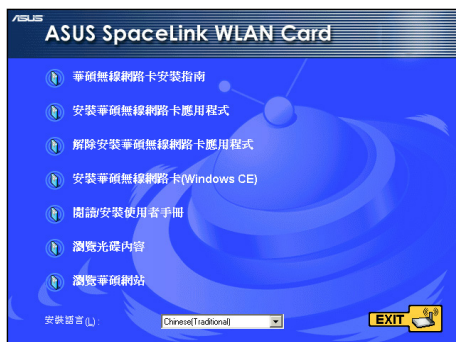 ASUS
ASUS SpaceLink WLAN Card
華碩無線網路卡安裝指南
安裝華碩無線網路卡應用程式
解除安裝華碩無線網路卡應用程式
安裝華碩無線網路卡(Windows CE)
閱讀/安裝使用者手冊
瀏覽光碟內容
瀏覽華碩網站
安裝語言(L):
Chinese(Traditional)
EXIT